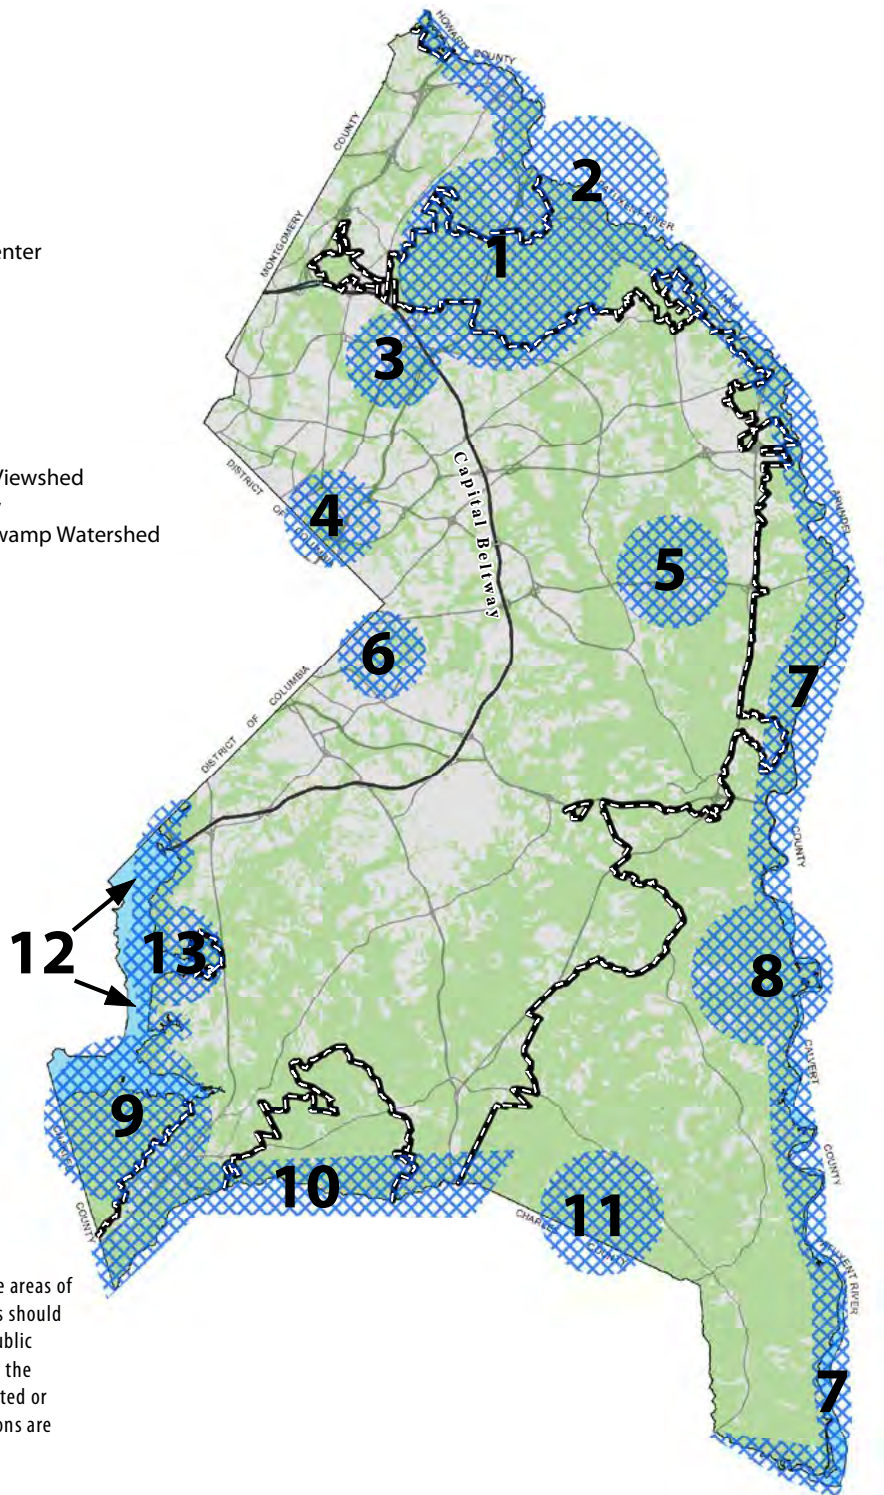 HOWARD COUNTY
COUNTY
MONTGOMERY
2
PATUXENT RIVER
enter
1
3
Capital Beltway
Viewshed
wamp Watershed
DISTRICT OF COLUMBIA
4
ARUNDEL
5
6
7
DISTRICT OF COLUMBIA
COUNTY
12
13
8
CALVERT
9
COUNTY
CHARLES
10
11
COUNTY
CHARLES COUNTY
PATUXENT RIVER
e areas of
s should
ublic
the
ted or
ons are
7